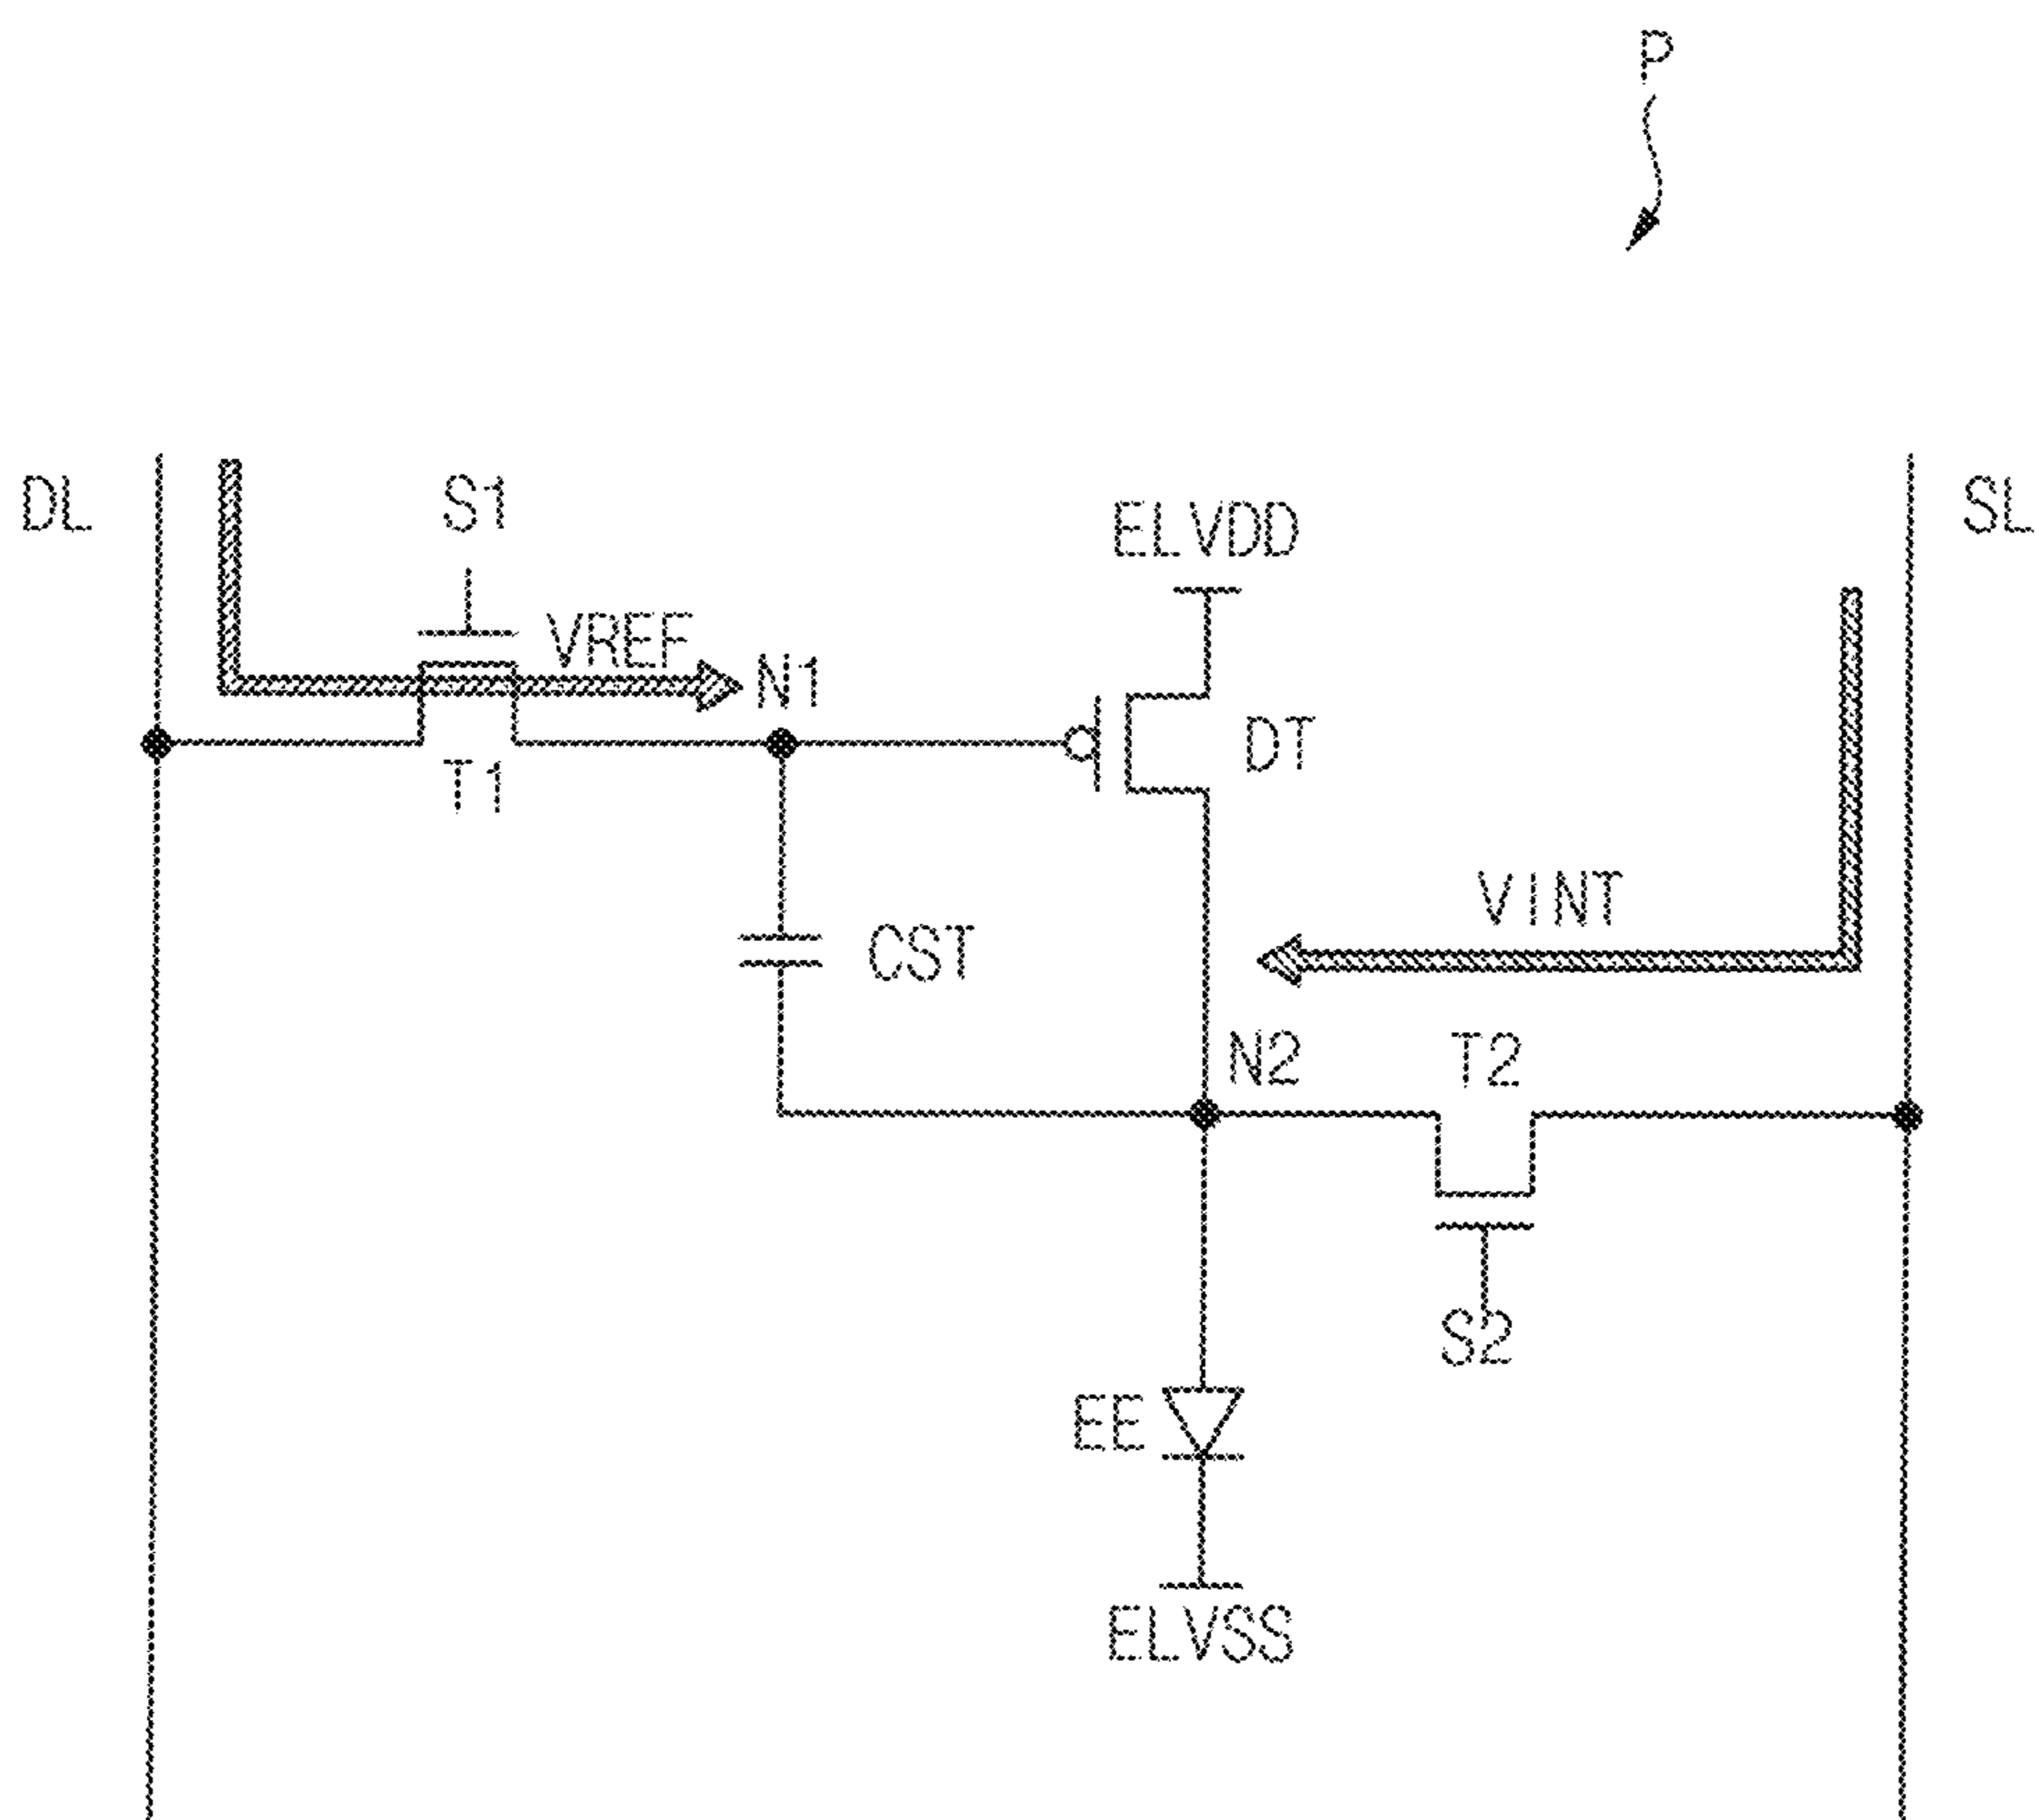 P
DL
S1
ELVDD
SL
VREF
N1
DT
T1
VINT
CST
N2
T2
S2
EE
ELVSS